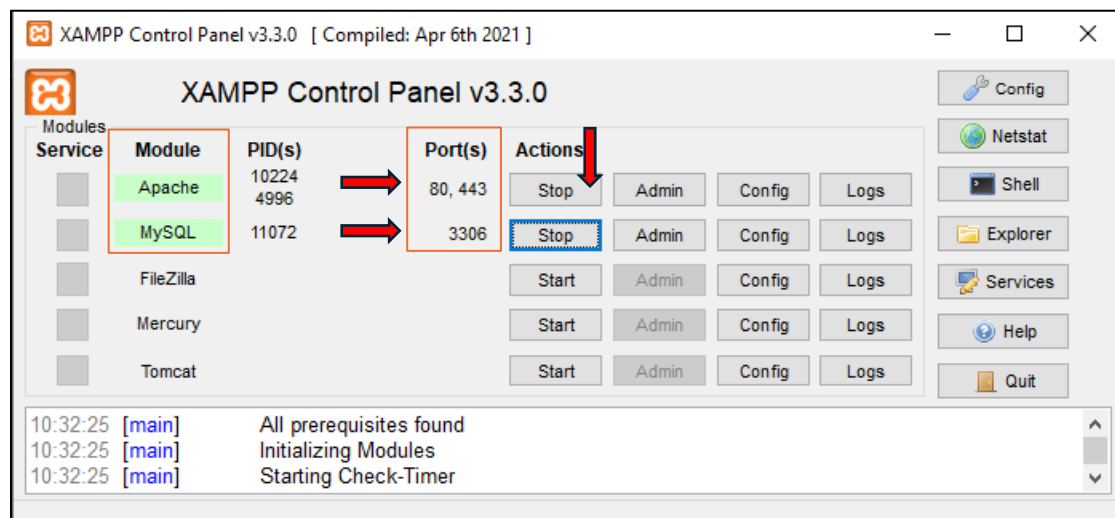 XAMPP Control Panel v3.3.0 [ Compiled: Apr 6th 2021 ]
XAMPP Control Panel v3.3.0
Config
Modules
Service Module PID(s) Port(s) Actions
Netstat
Apache 10224 4996 80, 443 Stop Admin Config Logs
Shell
MySQL 11072 3306 Stop Admin Config Logs
Explorer
FileZilla Start Admin Config Logs
Services
Mercury Start Admin Config Logs
Help
Tomcat Start Admin Config Logs
Quit
10:32:25 [main] All prerequisites found
10:32:25 [main] Initializing Modules
10:32:25 [main] Starting Check-Timer